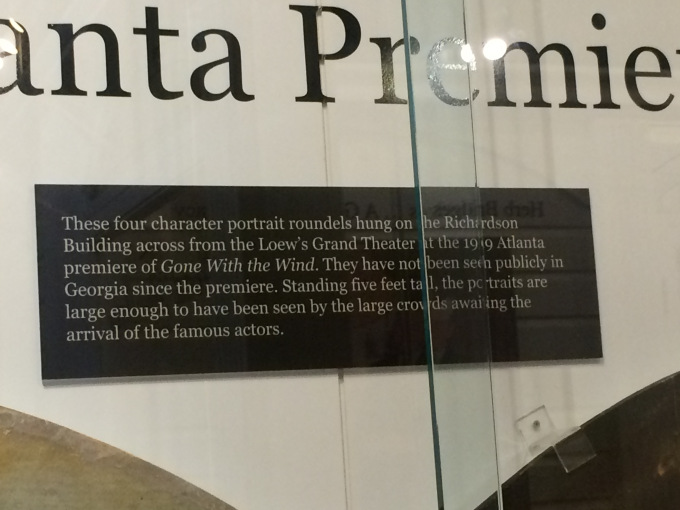 anta Premie
These four character portrait roundels hung on the Richardson
Building across from the Loew's Grand Theater at the 1939 Atlanta
premiere of Gone With the Wind. They have not been seen publicly in
Georgia since the premiere. Standing five feet tall, the portraits are
large enough to have been seen by the large crowds awaiting the
arrival of the famous actors.